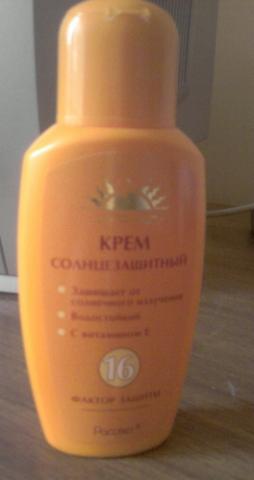 КРЕМ
СОЛНЦЕЗАЩИТНЫЙ
Защищает от
солнечного излучения
Водостойкий
С витамином Е
16
ФАКТОР ЗАЩИТЫ